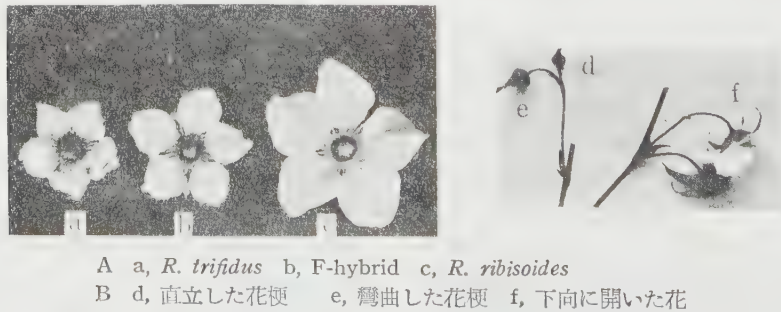 d
e
f
A a, R. trifidus b, F-hybrid c, R. ribisoides
B d, 直立した花梗 e, 彎曲した花梗 f, 下向に開いた花